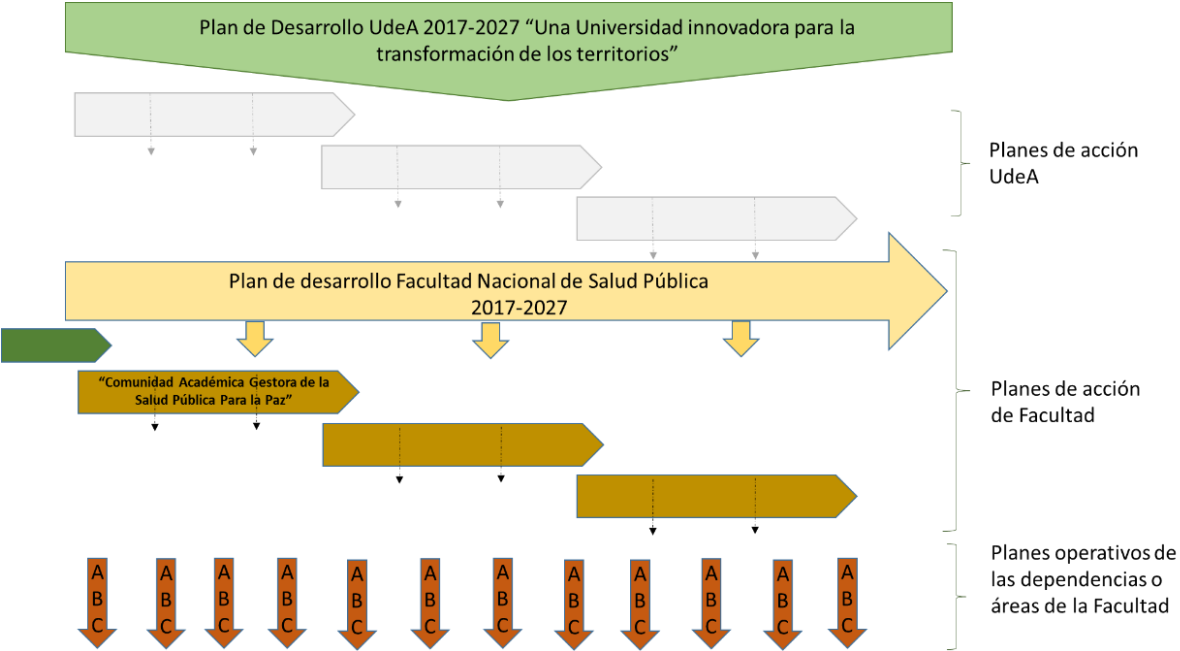 Plan de Desarrollo UdeA 2017-2027 “Una Universidad innovadora para la
transformación de los territorios”
Planes de acción
UdeA
Plan de desarrollo Facultad Nacional de Salud Pública
2017-2027
“Comunidad Académica Gestora de la
Salud Pública Para la Paz”
Planes de acción
de Facultad
A A A A A A A A A A A A
B B B B B B B B B B B B
C C C C C C C C C C C C
Planes operativos de
las dependencias o
áreas de la Facultad